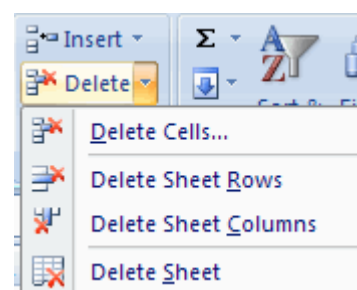 Insert
Σ
A
Z
Delete
Delete Cells...
Delete Sheet Rows
Delete Sheet Columns
Delete Sheet